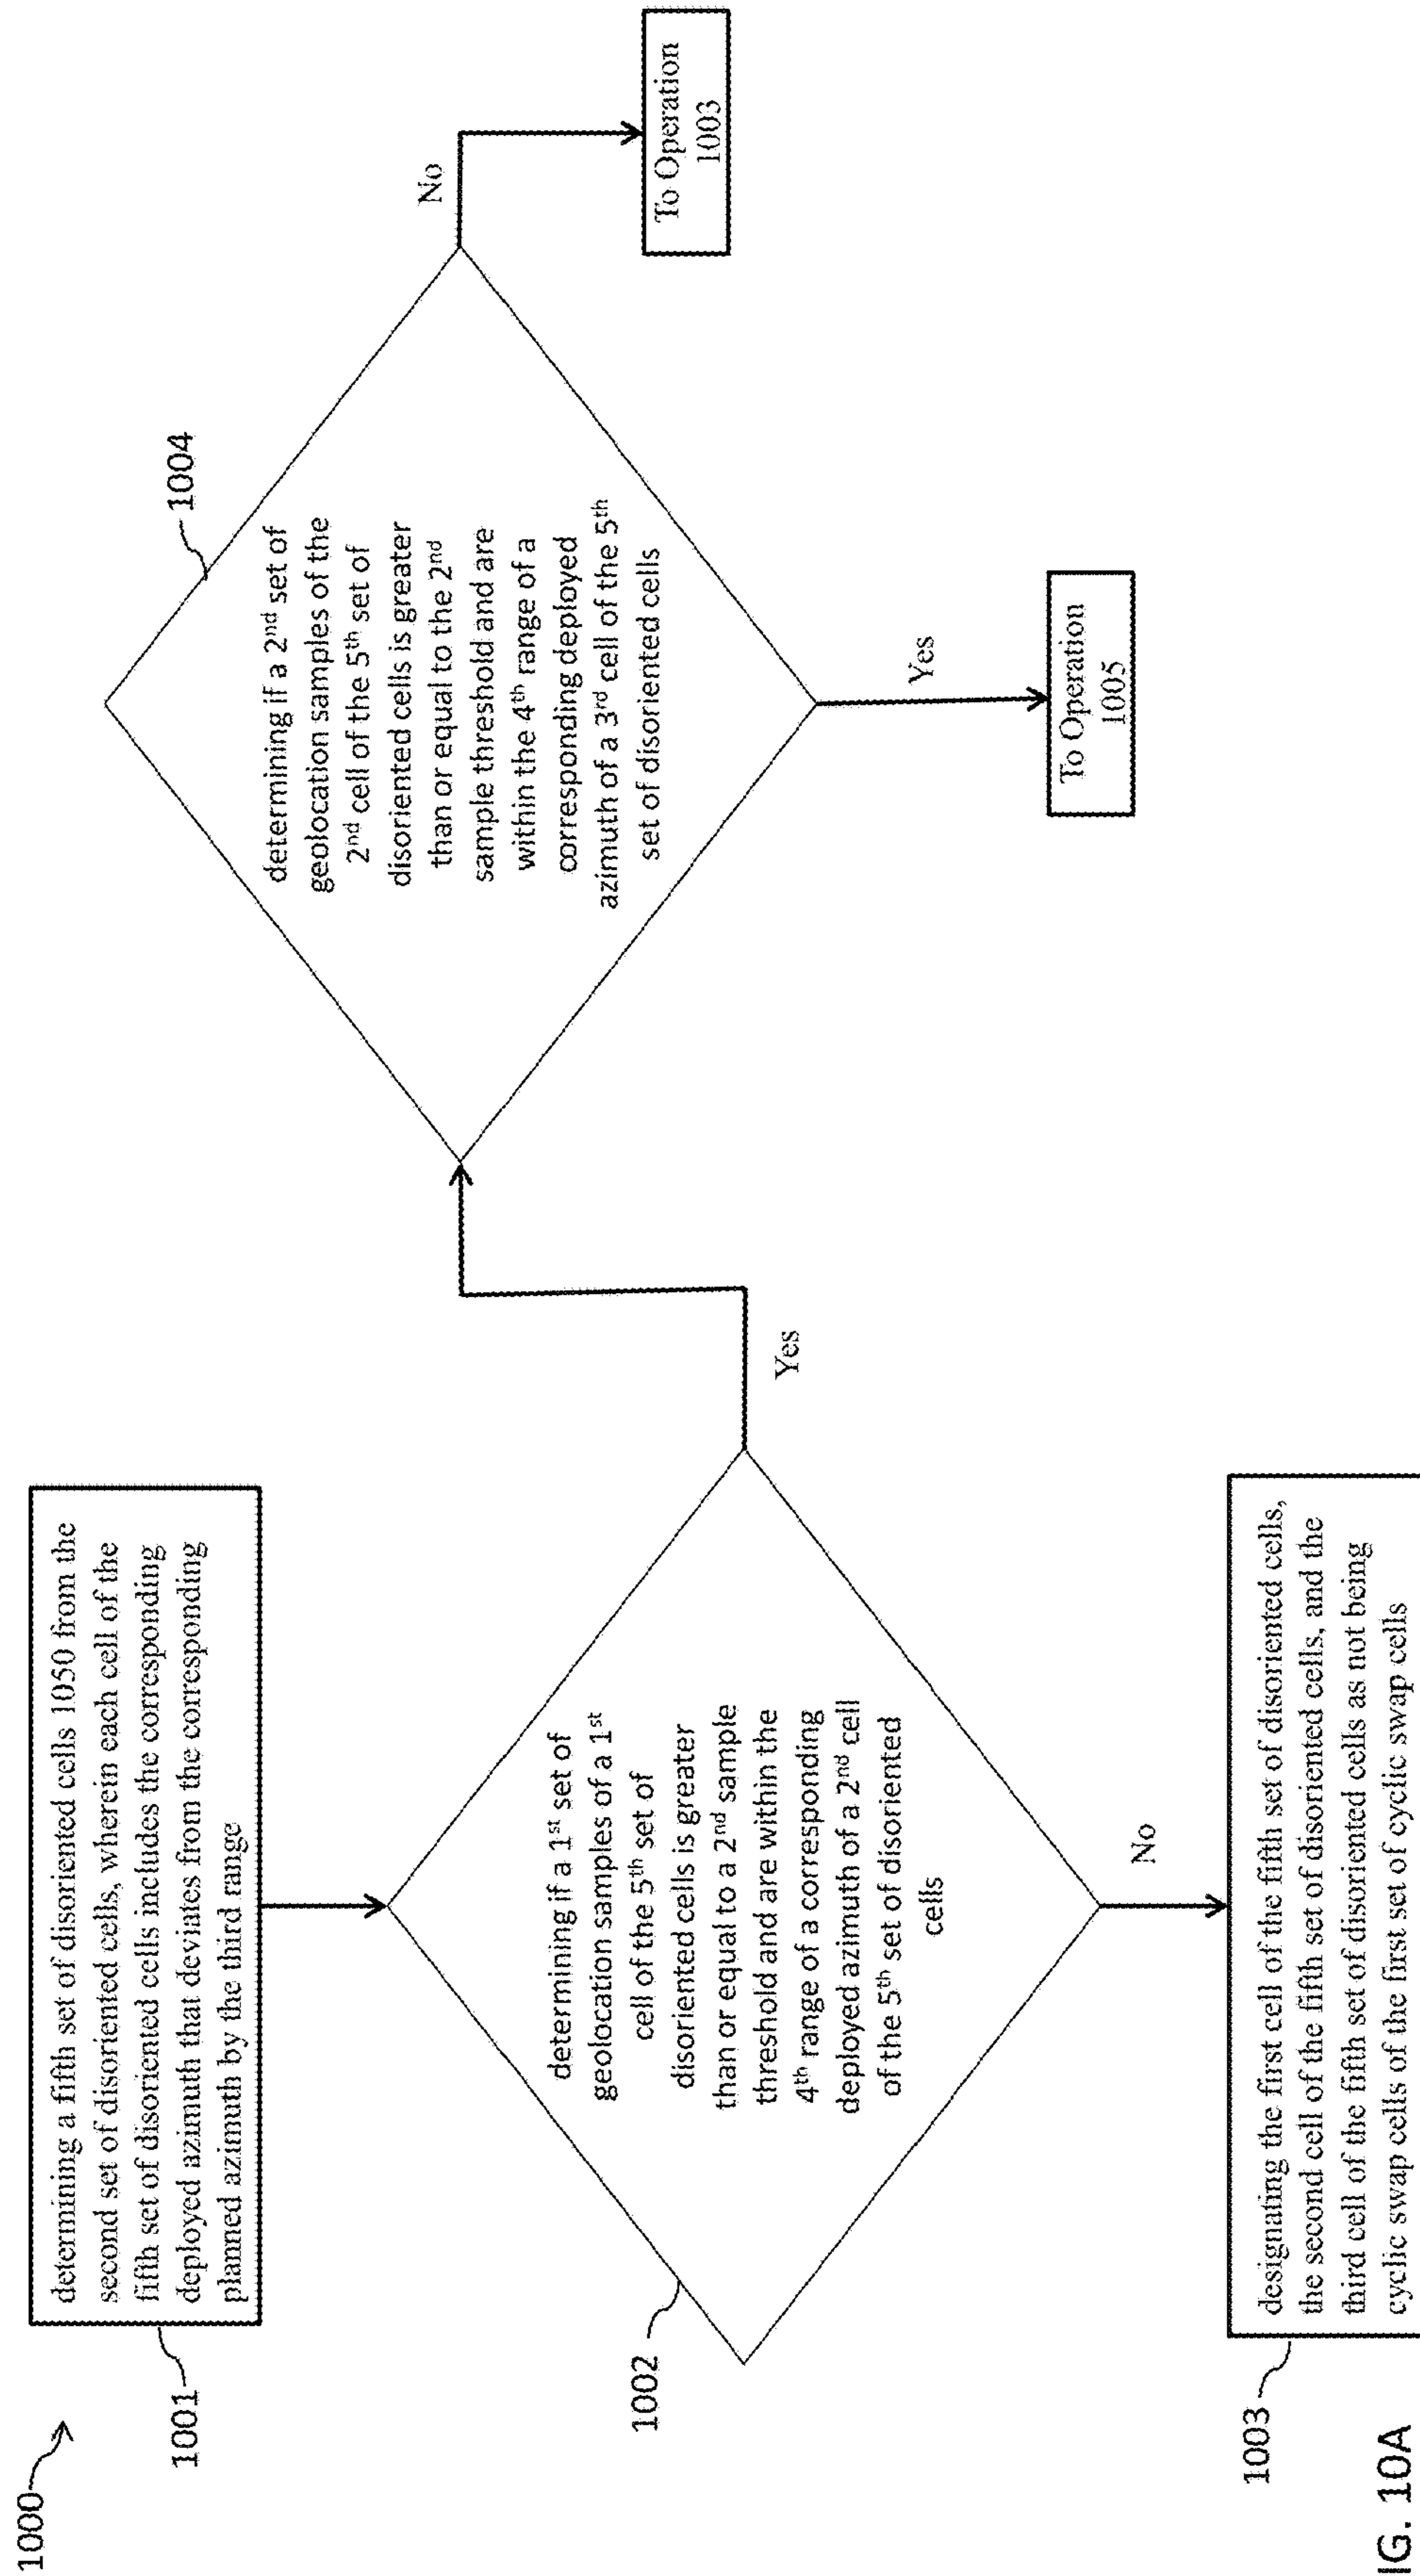 1000
determining a fifth set of disoriented cells 1050 from the
second set of disoriented cells, wherein each cell of the
fifth set of disoriented cells includes the corresponding
deployed azimuth that deviates from the corresponding
planned azimuth by the third range
1001
determining if a 1st set of
geolocation samples of a 1st
cell of the 5th set of
disoriented cells is greater
than or equal to a 2nd sample
threshold and are within the
4th range of a corresponding
deployed azimuth of a 2nd cell
of the 5th set of disoriented
cells
1002
Yes
No
designating the first cell of the fifth set of disoriented cells,
the second cell of the fifth set of disoriented cells, and the
third cell of the fifth set of disoriented cells as not being
cyclic swap cells of the first set of cyclic swap cells
1003
determining if a 2nd set of
geolocation samples of the
2nd cell of the 5th set of
disoriented cells is greater
than or equal to the 2nd
sample threshold and are
within the 4th range of a
corresponding deployed
azimuth of a 3rd cell of the 5th
set of disoriented cells
1004
No
To Operation
1003
Yes
To Operation
1005
IG. 10A